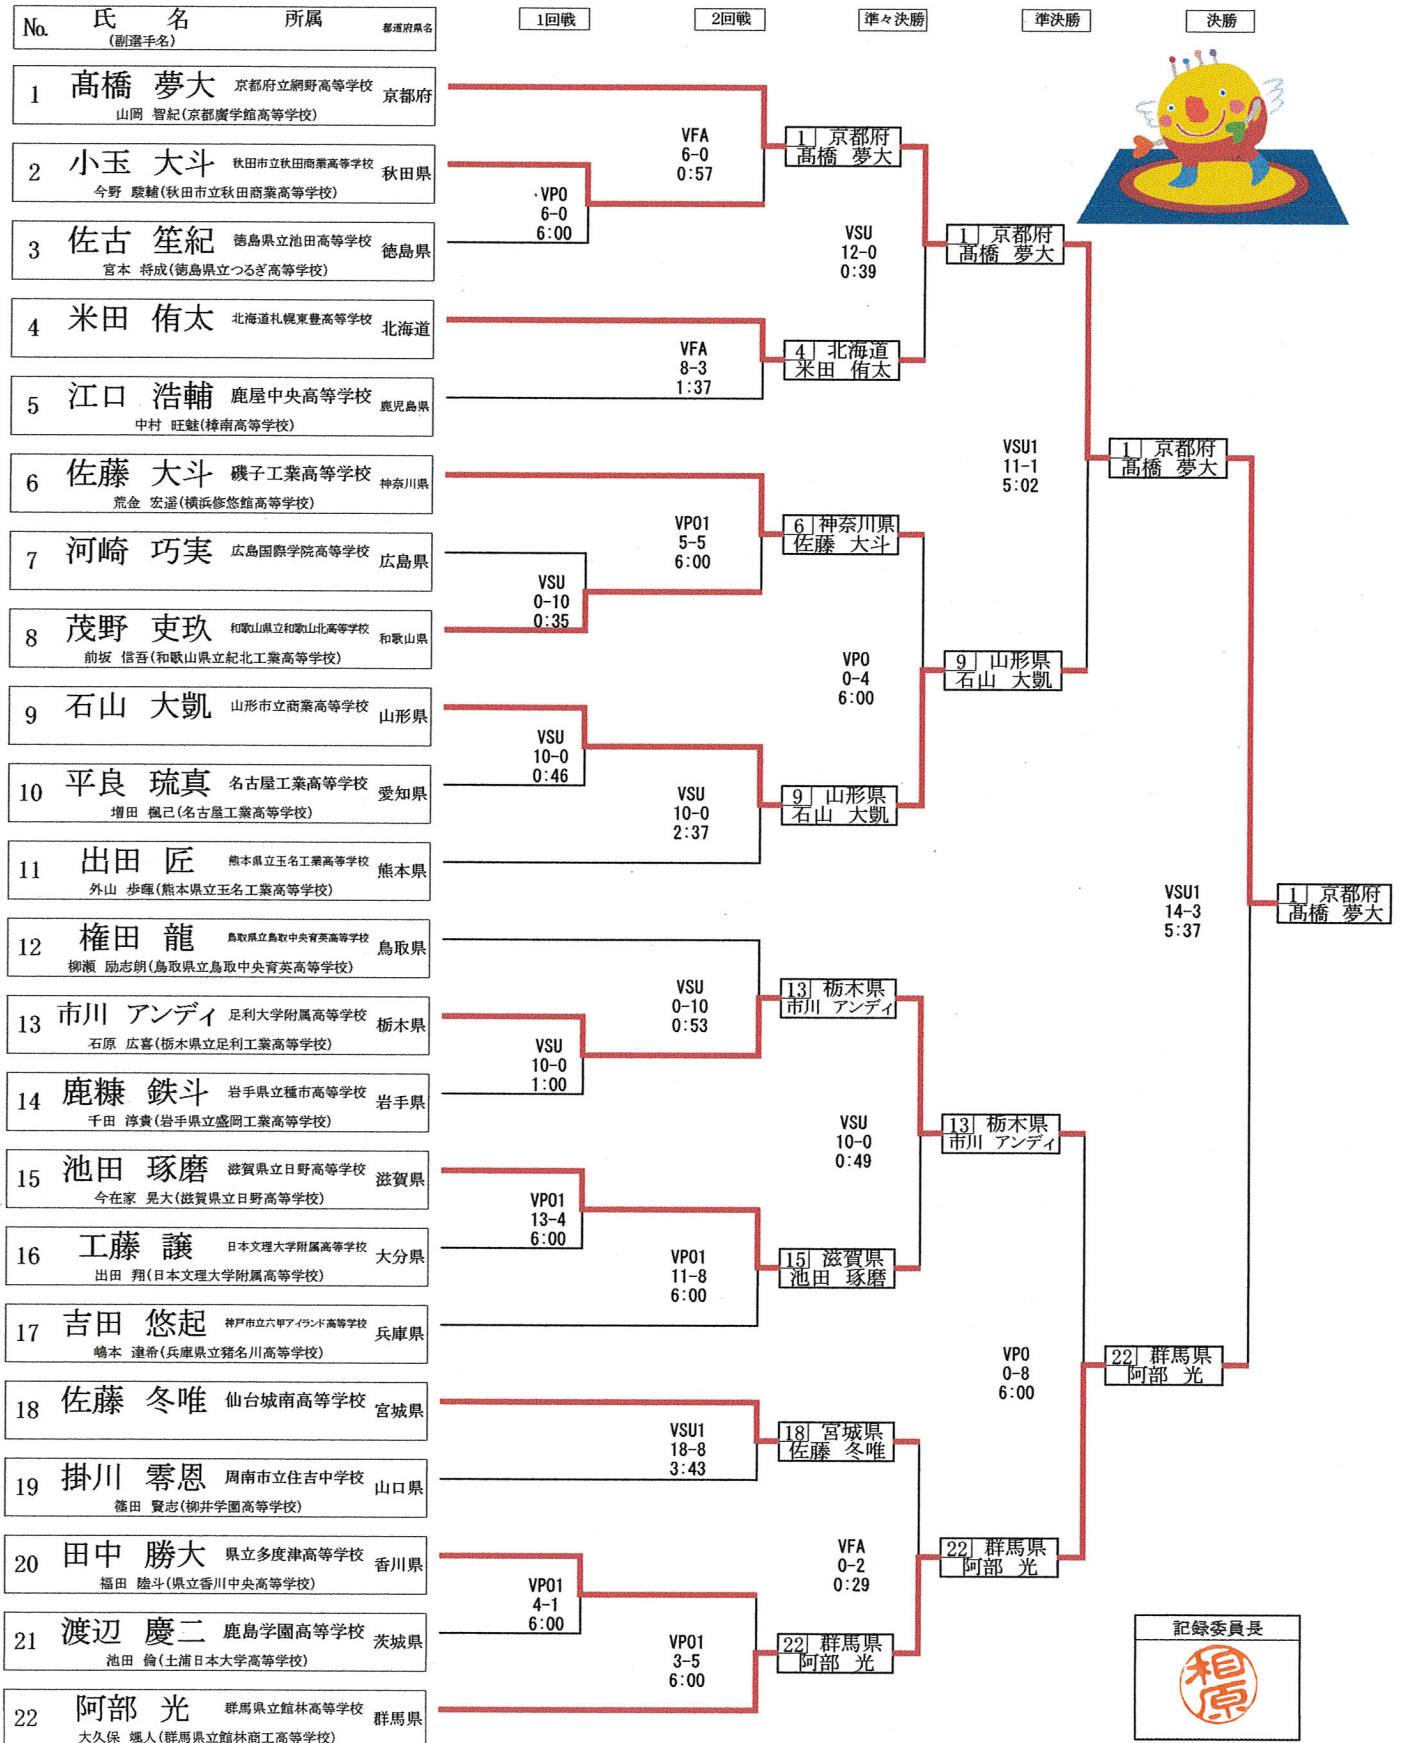 No. 氏 名 所属 都道府県名
(副選手名)
1回戦 2回戦 準々決勝 準決勝 決勝
1 髙橋 夢大 京都府立網野高等学校 京都府
山岡 智紀(京都廣学館高等学校)
2 小玉 大斗 秋田市立秋田商業高等学校 秋田県
今野 駿輔(秋田市立秋田商業高等学校)
3 佐古 笙紀 徳島県立池田高等学校 徳島県
宮本 将成(徳島県立つるぎ高等学校)
4 米田 侑太 北海道札幌東豊高等学校 北海道
5 江口 浩輔 鹿屋中央高等学校 鹿児島県
中村 旺魅(樟南高等学校)
6 佐藤 大斗 磯子工業高等学校 神奈川県
荒金 宏遥(横浜修悠館高等学校)
7 河崎 巧実 広島国際学院高等学校 広島県
8 茂野 吏玖 和歌山県立和歌山北高等学校 和歌山県
前坂 信吾(和歌山県立紀北工業高等学校)
9 石山 大凱 山形市立商業高等学校 山形県
10 平良 琉真 名古屋工業高等学校 愛知県
増田 楓己(名古屋工業高等学校)
11 出田 匠 熊本県立玉名工業高等学校 熊本県
外山 歩暉(熊本県立玉名工業高等学校)
12 権田 龍 鳥取県立鳥取中央育英高等学校 鳥取県
柳瀬 励志朗(鳥取県立鳥取中央育英高等学校)
13 市川 アンディ 足利大学附属高等学校 栃木県
石原 広喜(栃木県立足利工業高等学校)
14 鹿糠 鉄斗 岩手県立種市高等学校 岩手県
千田 淳貴(岩手県立盛岡工業高等学校)
15 池田 琢磨 滋賀県立日野高等学校 滋賀県
今在家 晃大(滋賀県立日野高等学校)
16 工藤 譲 日本文理大学附属高等学校 大分県
出田 翔(日本文理大学附属高等学校)
17 吉田 悠起 神戸市立六甲アイランド高等学校 兵庫県
嶋本 達希(兵庫県立猪名川高等学校)
18 佐藤 冬唯 仙台城南高等学校 宮城県
19 掛川 零恩 周南市立住吉中学校 山口県
篠田 賢志(柳井学園高等学校)
20 田中 勝大 県立多度津高等学校 香川県
福田 陸斗(県立香川中央高等学校)
21 渡辺 慶二 鹿島学園高等学校 茨城県
池田 倫(土浦日本大学高等学校)
22 阿部 光 群馬県立館林高等学校 群馬県
大久保 颯人(群馬県立館林商工高等学校)
VPO
6-0
6:00
VSU
0-10
0:35
VSU
10-0
0:46
VSU
10-0
1:00
VPO1
13-4
6:00
VPO1
4-1
6:00
VFA
6-0
0:57
VFA
8-3
1:37
VPO1
5-5
6:00
VSU
10-0
2:37
VSU
0-10
0:53
VPO1
11-8
6:00
VSU1
18-8
3:43
VPO1
3-5
6:00
1 京都府
髙橋 夢大
4 北海道
米田 侑太
6 神奈川県
佐藤 大斗
9 山形県
石山 大凱
13 栃木県
市川 アンディ
15 滋賀県
池田 琢磨
18 宮城県
佐藤 冬唯
22 群馬県
阿部 光
VSU
12-0
0:39
VPO
0-4
6:00
VSU
10-0
0:49
VFA
0-2
0:29
1 京都府
髙橋 夢大
9 山形県
石山 大凱
13 栃木県
市川 アンディ
22 群馬県
阿部 光
VSU1
11-1
5:02
VPO
0-8
6:00
1 京都府
髙橋 夢大
22 群馬県
阿部 光
VSU1
14-3
5:37
1 京都府
髙橋 夢大
記録委員長
相原